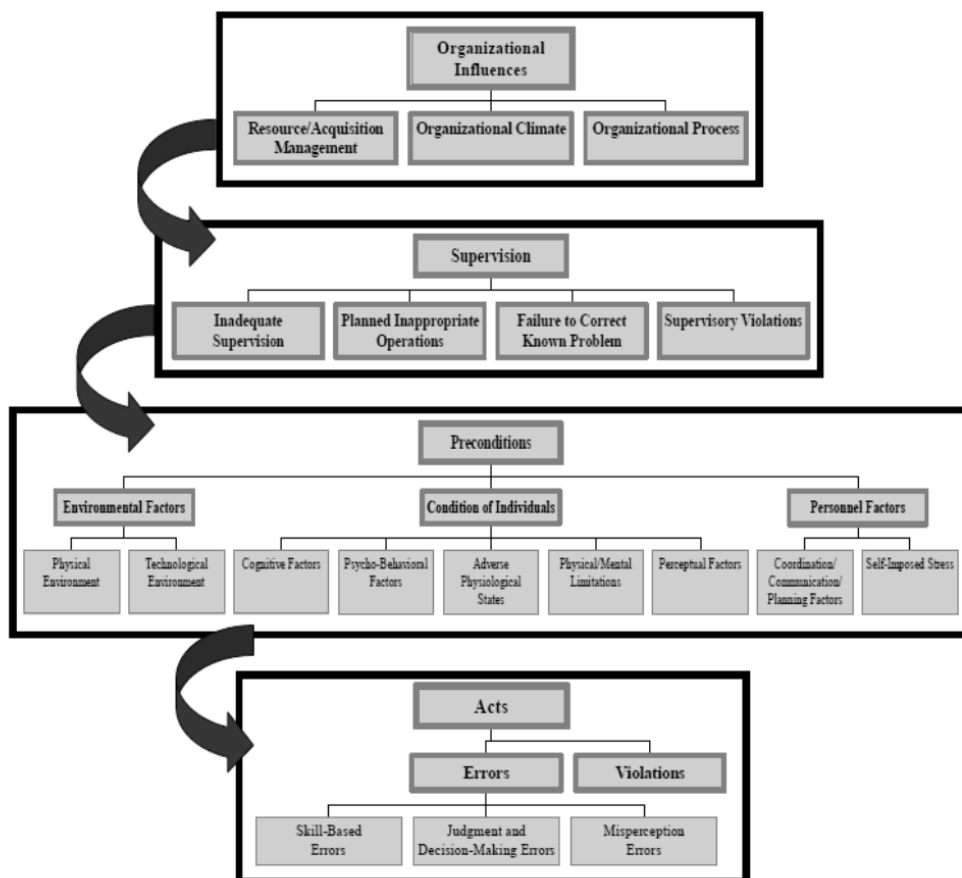 Organizational
Influences
Resource/Acquisition
Management
Organizational Climate
Organizational Process
Supervision
Inadequate
Supervision
Planned Inappropriate
Operations
Failure to Correct
Known Problem
Supervisory Violations
Preconditions
Environmental Factors
Condition of Individuals
Personnel Factors
Physical
Environment
Technological
Environment
Cognitive Factors
Psycho-Behavioral
Factors
Adverse
Physiological
States
Physical/Mental
Limitations
Perceptual Factors
Coordination/
Communication/
Planning Factors
Self-Imposed Stress
Acts
Errors
Violations
Skill-Based
Errors
Judgment and
Decision-Making Errors
Misperception
Errors